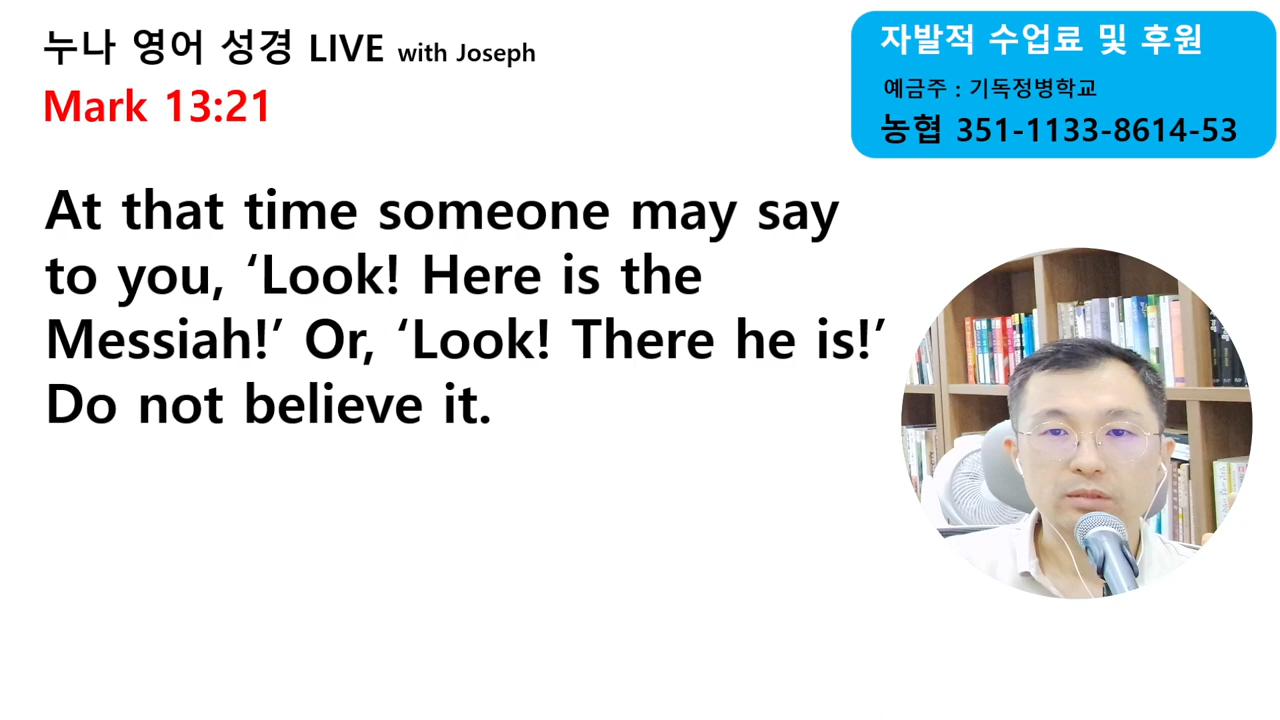 누나 영어 성경 LIVE with Joseph
Mark 13:21
자발적 수업료 및 후원
예금주 : 기독정병학교
농협 351-1133-8614-53
At that time someone may say
to you, ‘Look! Here is the
Messiah!’ Or, ‘Look! There he is!’
Do not believe it.